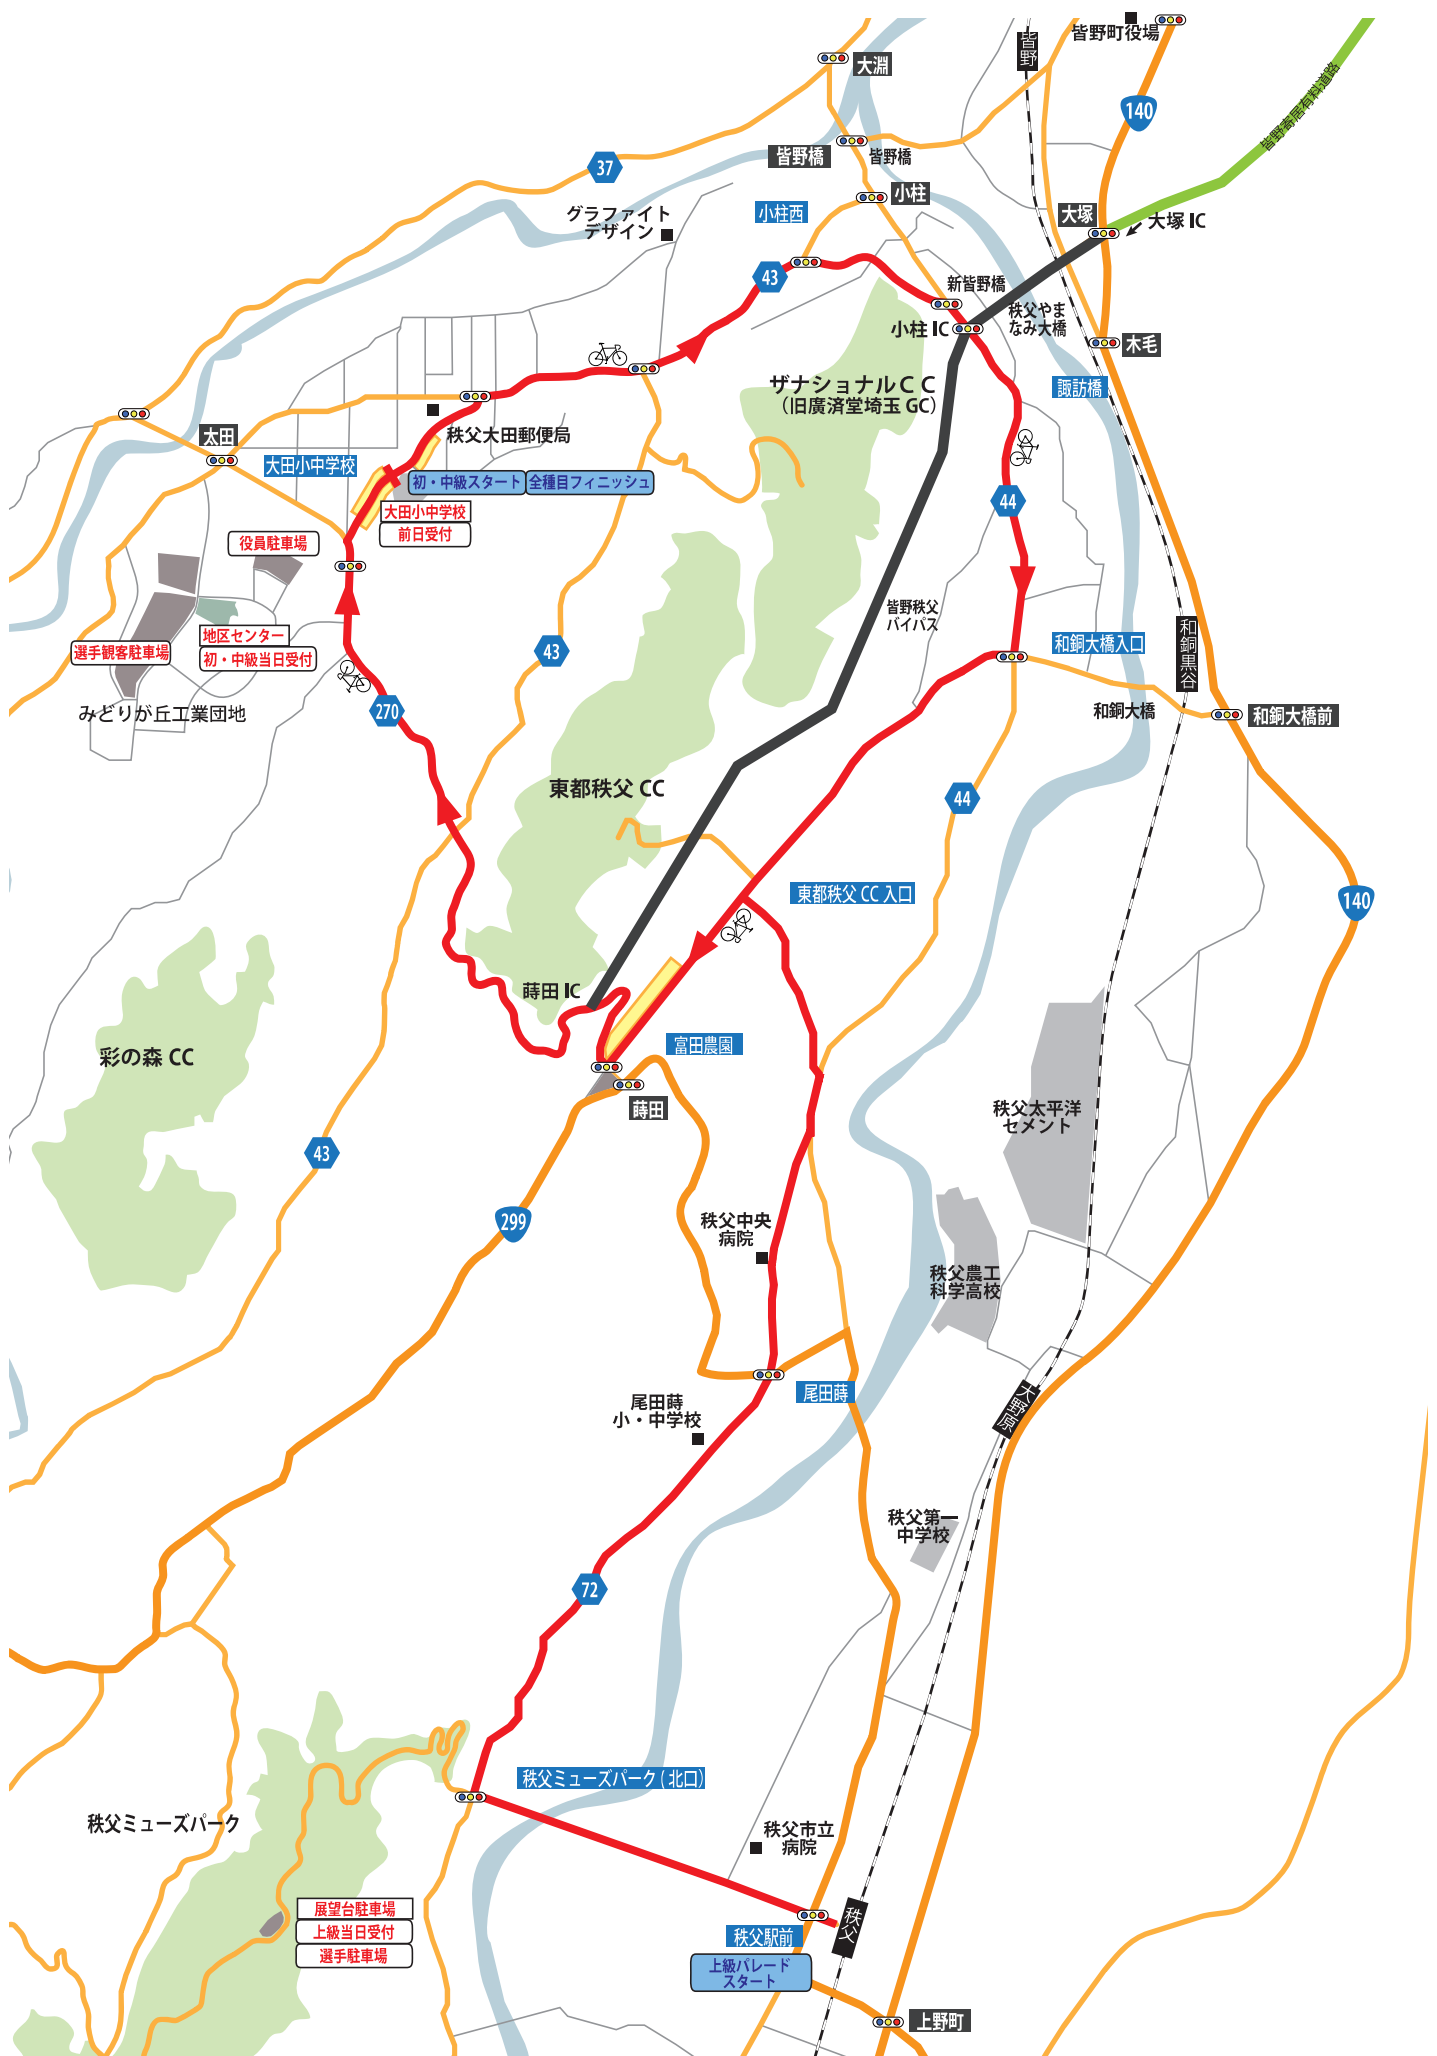 皆野町役場
皆野
大淵
140
皆野寄居有料道路
皆野橋
皆野橋
37
小柱
小柱西
大塚
大塚 IC
グラファイト
デザイン
43
新皆野橋
秩父やま
なみ大橋
小柱 IC
木毛
ザナショナルＣＣ
（旧廣済堂埼玉 GC）
諏訪橋
秩父大田郵便局
太田
大田小中学校
初・中級スタート
全種目フィニッシュ
44
大田小中学校
前日受付
役員駐車場
皆野秩父
バイパス
地区センター
初・中級当日受付
選手観客駐車場
43
和銅大橋入口
和銅黒谷
みどりが丘工業団地
270
和銅大橋
和銅大橋前
東都秩父 CC
44
東都秩父 CC 入口
140
蒔田 IC
富田農園
彩の森 CC
蒔田
秩父太平洋
セメント
43
299
秩父中央
病院
秩父農工
科学高校
尾田蒔
大野原
尾田蒔
小・中学校
秩父第一
中学校
72
秩父ミューズパーク ( 北口)
秩父ミューズパーク
秩父市立
病院
展望台駐車場
上級当日受付
選手駐車場
秩父
秩父駅前
上級パレード
スタート
上野町